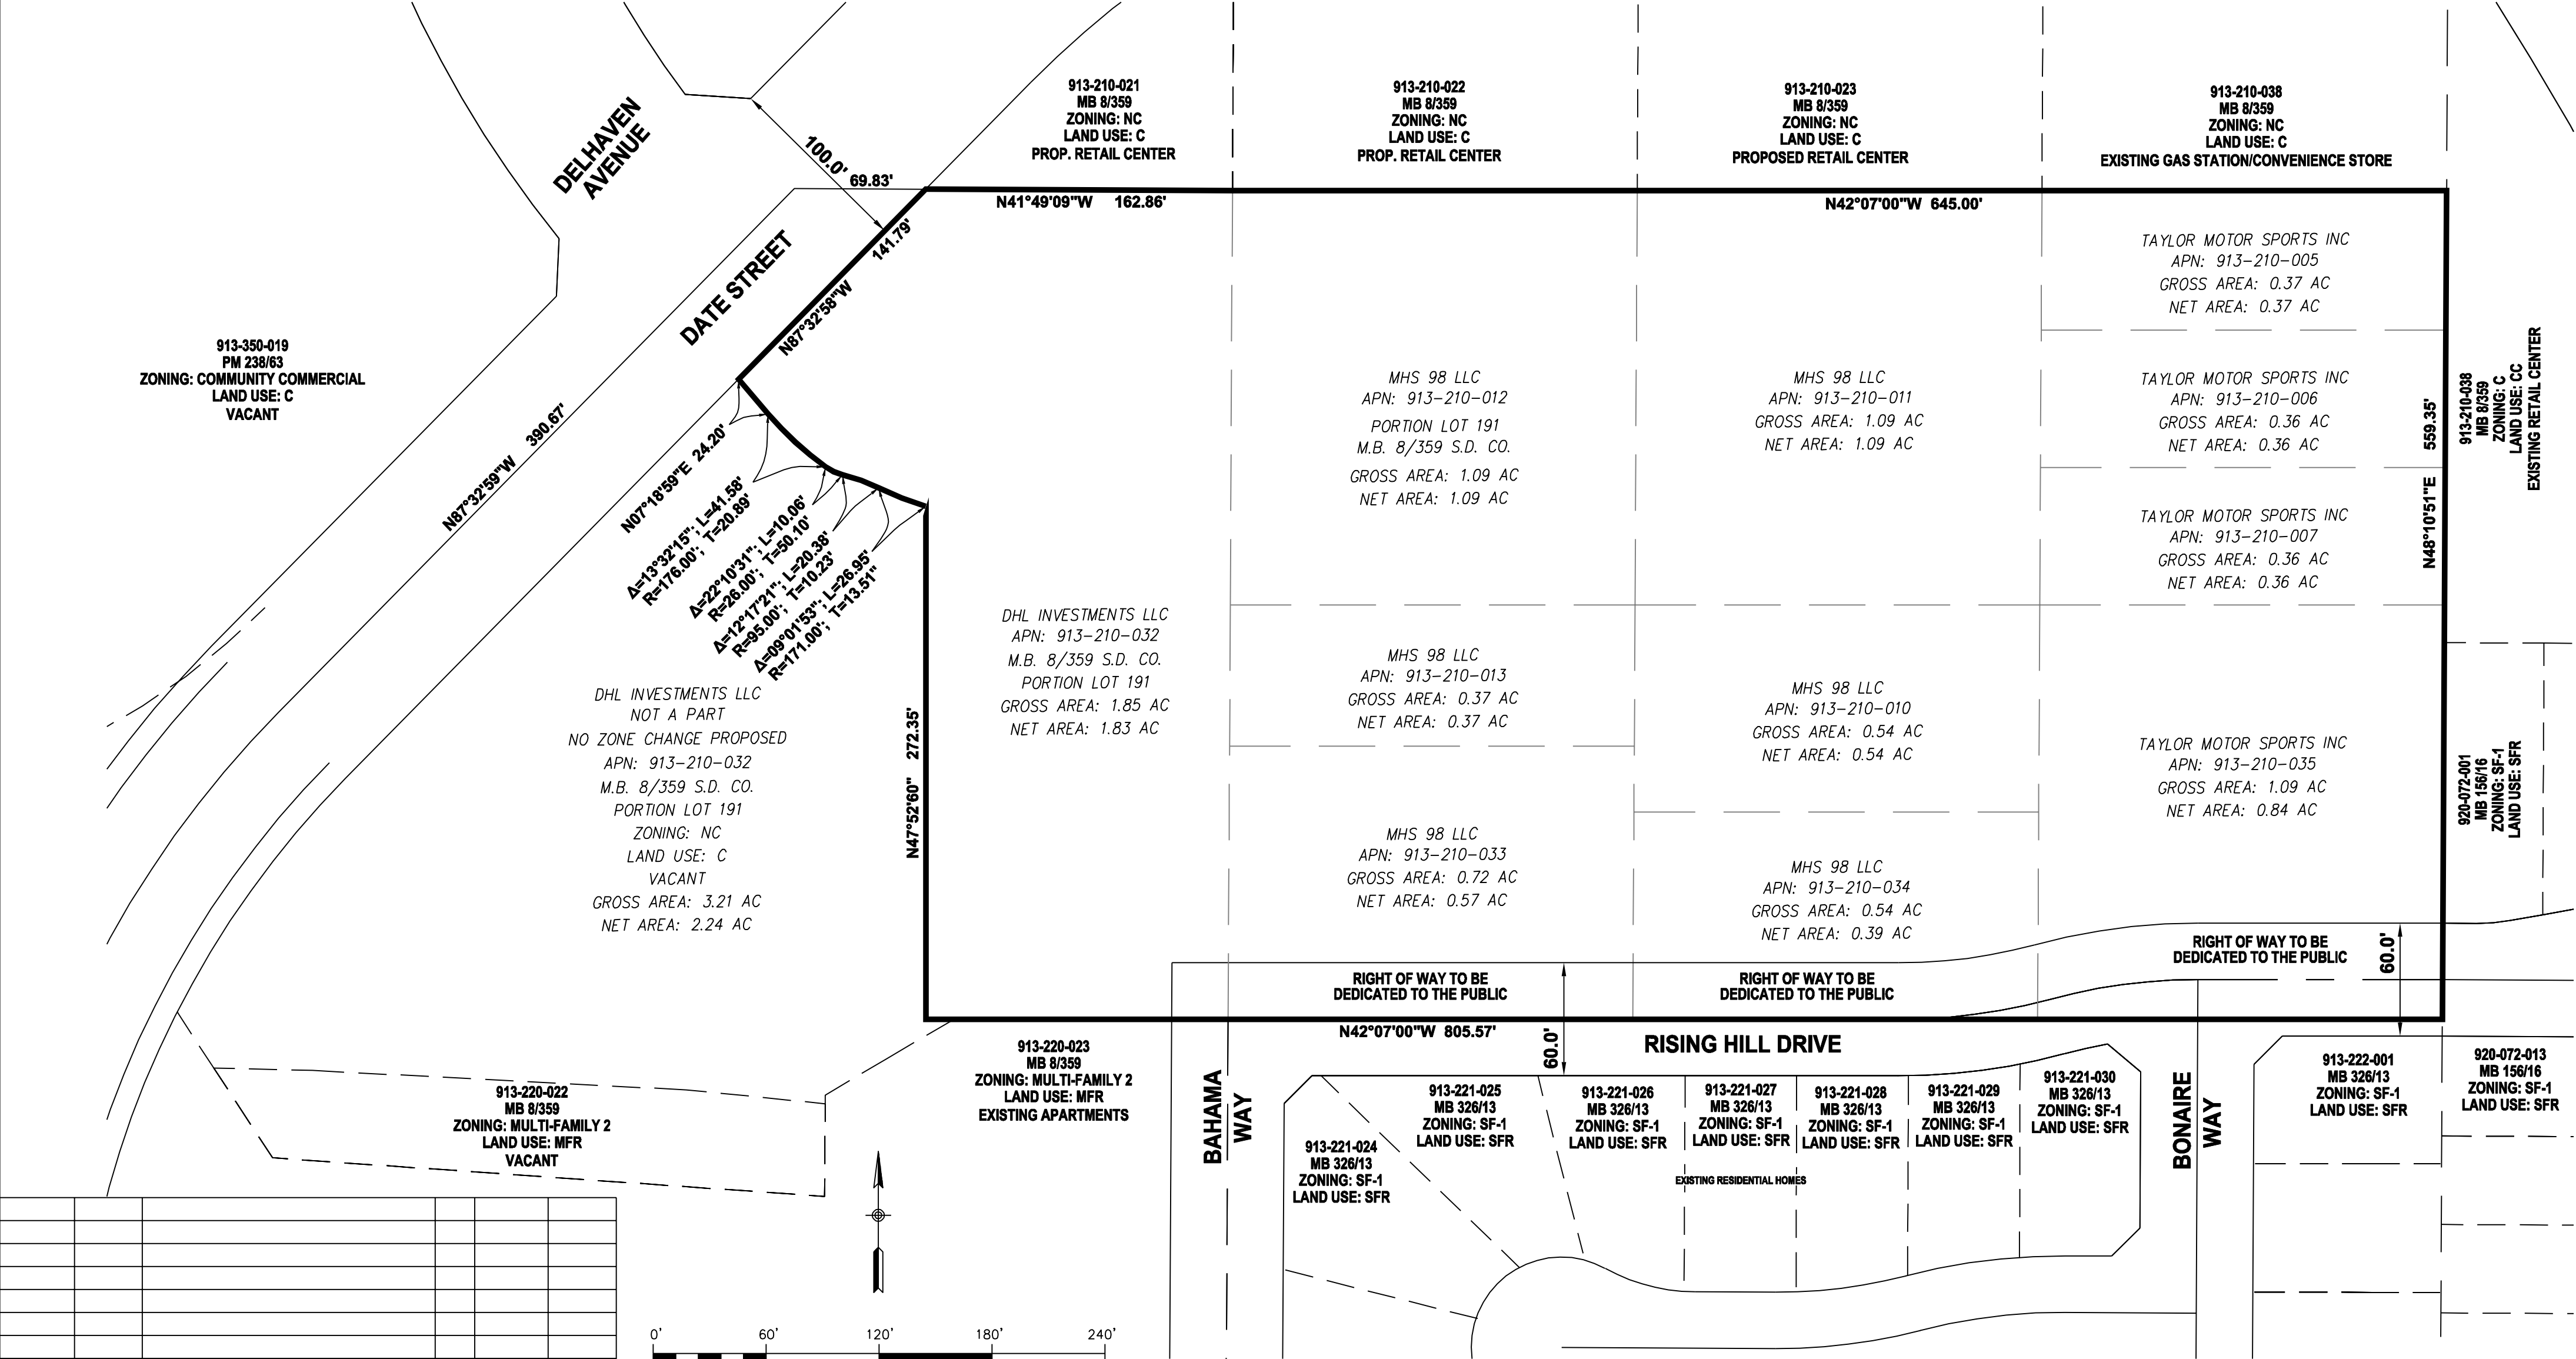 913-210-021
MB 8/359
ZONING: NC
LAND USE: C
PROP. RETAIL CENTER
913-210-022
MB 8/359
ZONING: NC
LAND USE: C
PROP. RETAIL CENTER
913-210-023
MB 8/359
ZONING: NC
LAND USE: C
PROPOSED RETAIL CENTER
913-210-038
MB 8/359
ZONING: NC
LAND USE: C
EXISTING GAS STATION/CONVENIENCE STORE
DELHAVEN
AVENUE
100.0'
69.83'
N41°49'09"W 162.86'
N42°07'00"W 645.00'
141.79'
N87°32'58"W
DATE STREET
913-350-019
PM 238/63
ZONING: COMMUNITY COMMERCIAL
LAND USE: C
VACANT
N87°32'59"W 390.67'
N07°18'59"E 24.20'
Δ=13°32'15"; L=41.58'
R=176.00'; T=20.89'
Δ=22°10'31"; L=10.06'
R=26.00'; T=50.10'
Δ=12°17'21"; L=20.38'
R=95.00'; T=10.23'
Δ=09°01'53"; L=26.95'
R=171.00'; T=13.51"
TAYLOR MOTOR SPORTS INC
APN: 913-210-005
GROSS AREA: 0.37 AC
NET AREA: 0.37 AC
MHS 98 LLC
APN: 913-210-012
PORTION LOT 191
M.B. 8/359 S.D. CO.
GROSS AREA: 1.09 AC
NET AREA: 1.09 AC
MHS 98 LLC
APN: 913-210-011
GROSS AREA: 1.09 AC
NET AREA: 1.09 AC
TAYLOR MOTOR SPORTS INC
APN: 913-210-006
GROSS AREA: 0.36 AC
NET AREA: 0.36 AC
TAYLOR MOTOR SPORTS INC
APN: 913-210-007
GROSS AREA: 0.36 AC
NET AREA: 0.36 AC
N48°10'51"E 559.35'
913-210-038
MB 8/359
ZONING: C
LAND USE: CC
EXISTING RETAIL CENTER
DHL INVESTMENTS LLC
NOT A PART
NO ZONE CHANGE PROPOSED
APN: 913-210-032
M.B. 8/359 S.D. CO.
PORTION LOT 191
ZONING: NC
LAND USE: C
VACANT
GROSS AREA: 3.21 AC
NET AREA: 2.24 AC
N47°52'60" 272.35'
DHL INVESTMENTS LLC
APN: 913-210-032
M.B. 8/359 S.D. CO.
PORTION LOT 191
GROSS AREA: 1.85 AC
NET AREA: 1.83 AC
MHS 98 LLC
APN: 913-210-013
GROSS AREA: 0.37 AC
NET AREA: 0.37 AC
MHS 98 LLC
APN: 913-210-010
GROSS AREA: 0.54 AC
NET AREA: 0.54 AC
TAYLOR MOTOR SPORTS INC
APN: 913-210-035
GROSS AREA: 1.09 AC
NET AREA: 0.84 AC
920-072-001
MB 156/16
ZONING: SF-1
LAND USE: SFR
MHS 98 LLC
APN: 913-210-033
GROSS AREA: 0.72 AC
NET AREA: 0.57 AC
MHS 98 LLC
APN: 913-210-034
GROSS AREA: 0.54 AC
NET AREA: 0.39 AC
RIGHT OF WAY TO BE
DEDICATED TO THE PUBLIC
RIGHT OF WAY TO BE
DEDICATED TO THE PUBLIC
RIGHT OF WAY TO BE
DEDICATED TO THE PUBLIC
60.0'
N42°07'00"W 805.57'
60.0'
RISING HILL DRIVE
913-220-023
MB 8/359
ZONING: MULTI-FAMILY 2
LAND USE: MFR
EXISTING APARTMENTS
913-220-022
MB 8/359
ZONING: MULTI-FAMILY 2
LAND USE: MFR
VACANT
BAHAMA
WAY
913-221-024
MB 326/13
ZONING: SF-1
LAND USE: SFR
913-221-025
MB 326/13
ZONING: SF-1
LAND USE: SFR
913-221-026
MB 326/13
ZONING: SF-1
LAND USE: SFR
913-221-027
MB 326/13
ZONING: SF-1
LAND USE: SFR
913-221-028
MB 326/13
ZONING: SF-1
LAND USE: SFR
913-221-029
MB 326/13
ZONING: SF-1
LAND USE: SFR
913-221-030
MB 326/13
ZONING: SF-1
LAND USE: SFR
EXISTING RESIDENTIAL HOMES
BONAIRE
WAY
913-222-001
MB 326/13
ZONING: SF-1
LAND USE: SFR
920-072-013
MB 156/16
ZONING: SF-1
LAND USE: SFR
0' 60' 120' 180' 240'